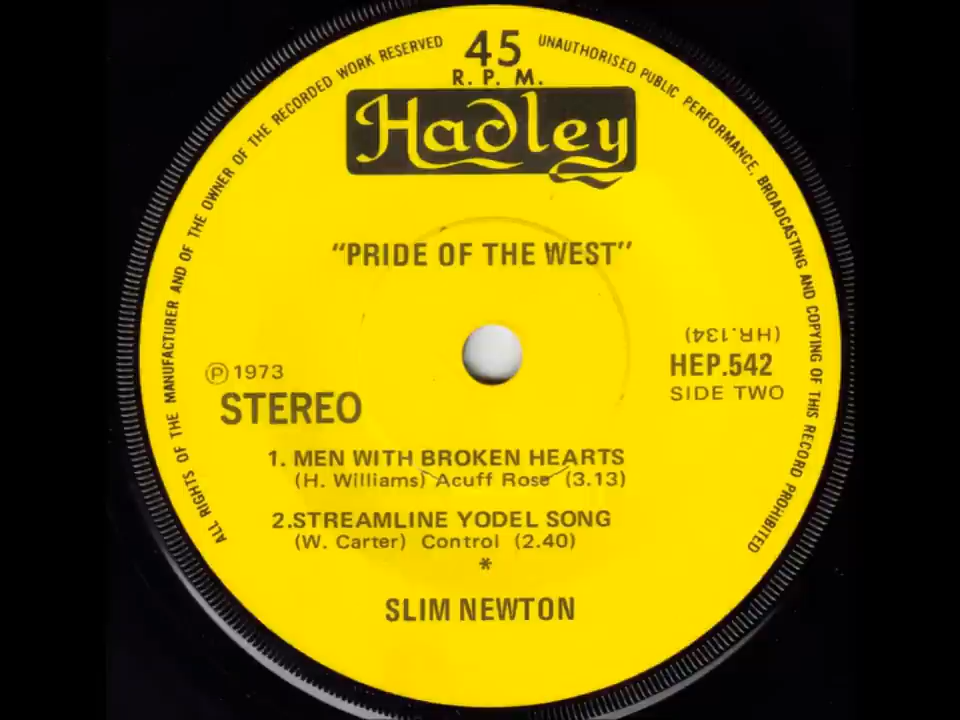 ALL RIGHTS OF THE MANUFACTURER AND OF THE OWNER OF THE RECORDED WORK RESERVED
UNAUTHORISED PUBLIC PERFORMANCE, BROADCASTING AND COPYING OF THIS RECORD PROHIBITED
45
R. P. M.
Hadley
"PRIDE OF THE WEST"
(HR.134)
HEP.542
SIDE TWO
Ⓟ1973
STEREO
1. MEN WITH BROKEN HEARTS
(H. Williams) Acuff Rose (3.13)
2.STREAMLINE YODEL SONG
(W. Carter) Control (2.40)
*
SLIM NEWTON